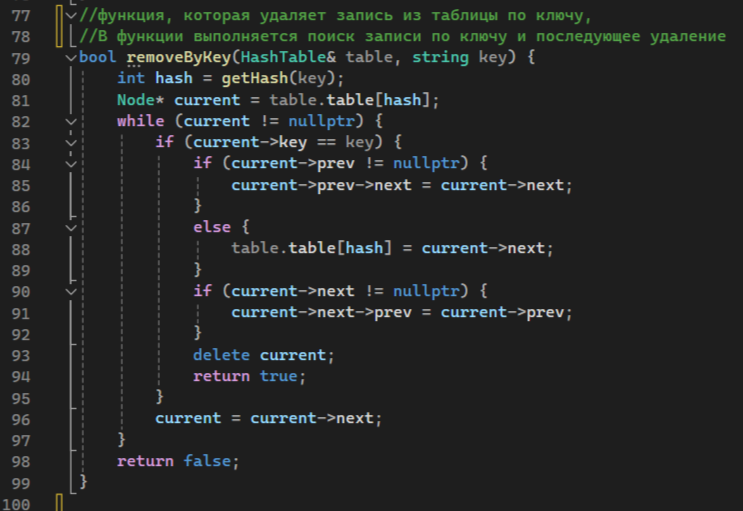 77 //функция, которая удаляет запись из таблицы по ключу,
78 //В функции выполняется поиск записи по ключу и последующее удаление
79 bool removeByKey(HashTable& table, string key) {
80 int hash = getHash(key);
81 Node* current = table.table[hash];
82 while (current != nullptr) {
83 if (current->key == key) {
84 if (current->prev != nullptr) {
85 current->prev->next = current->next;
86 }
87 else {
88 table.table[hash] = current->next;
89 }
90 if (current->next != nullptr) {
91 current->next->prev = current->prev;
92 }
93 delete current;
94 return true;
95 }
96 current = current->next;
97 }
98 return false;
99 }
100